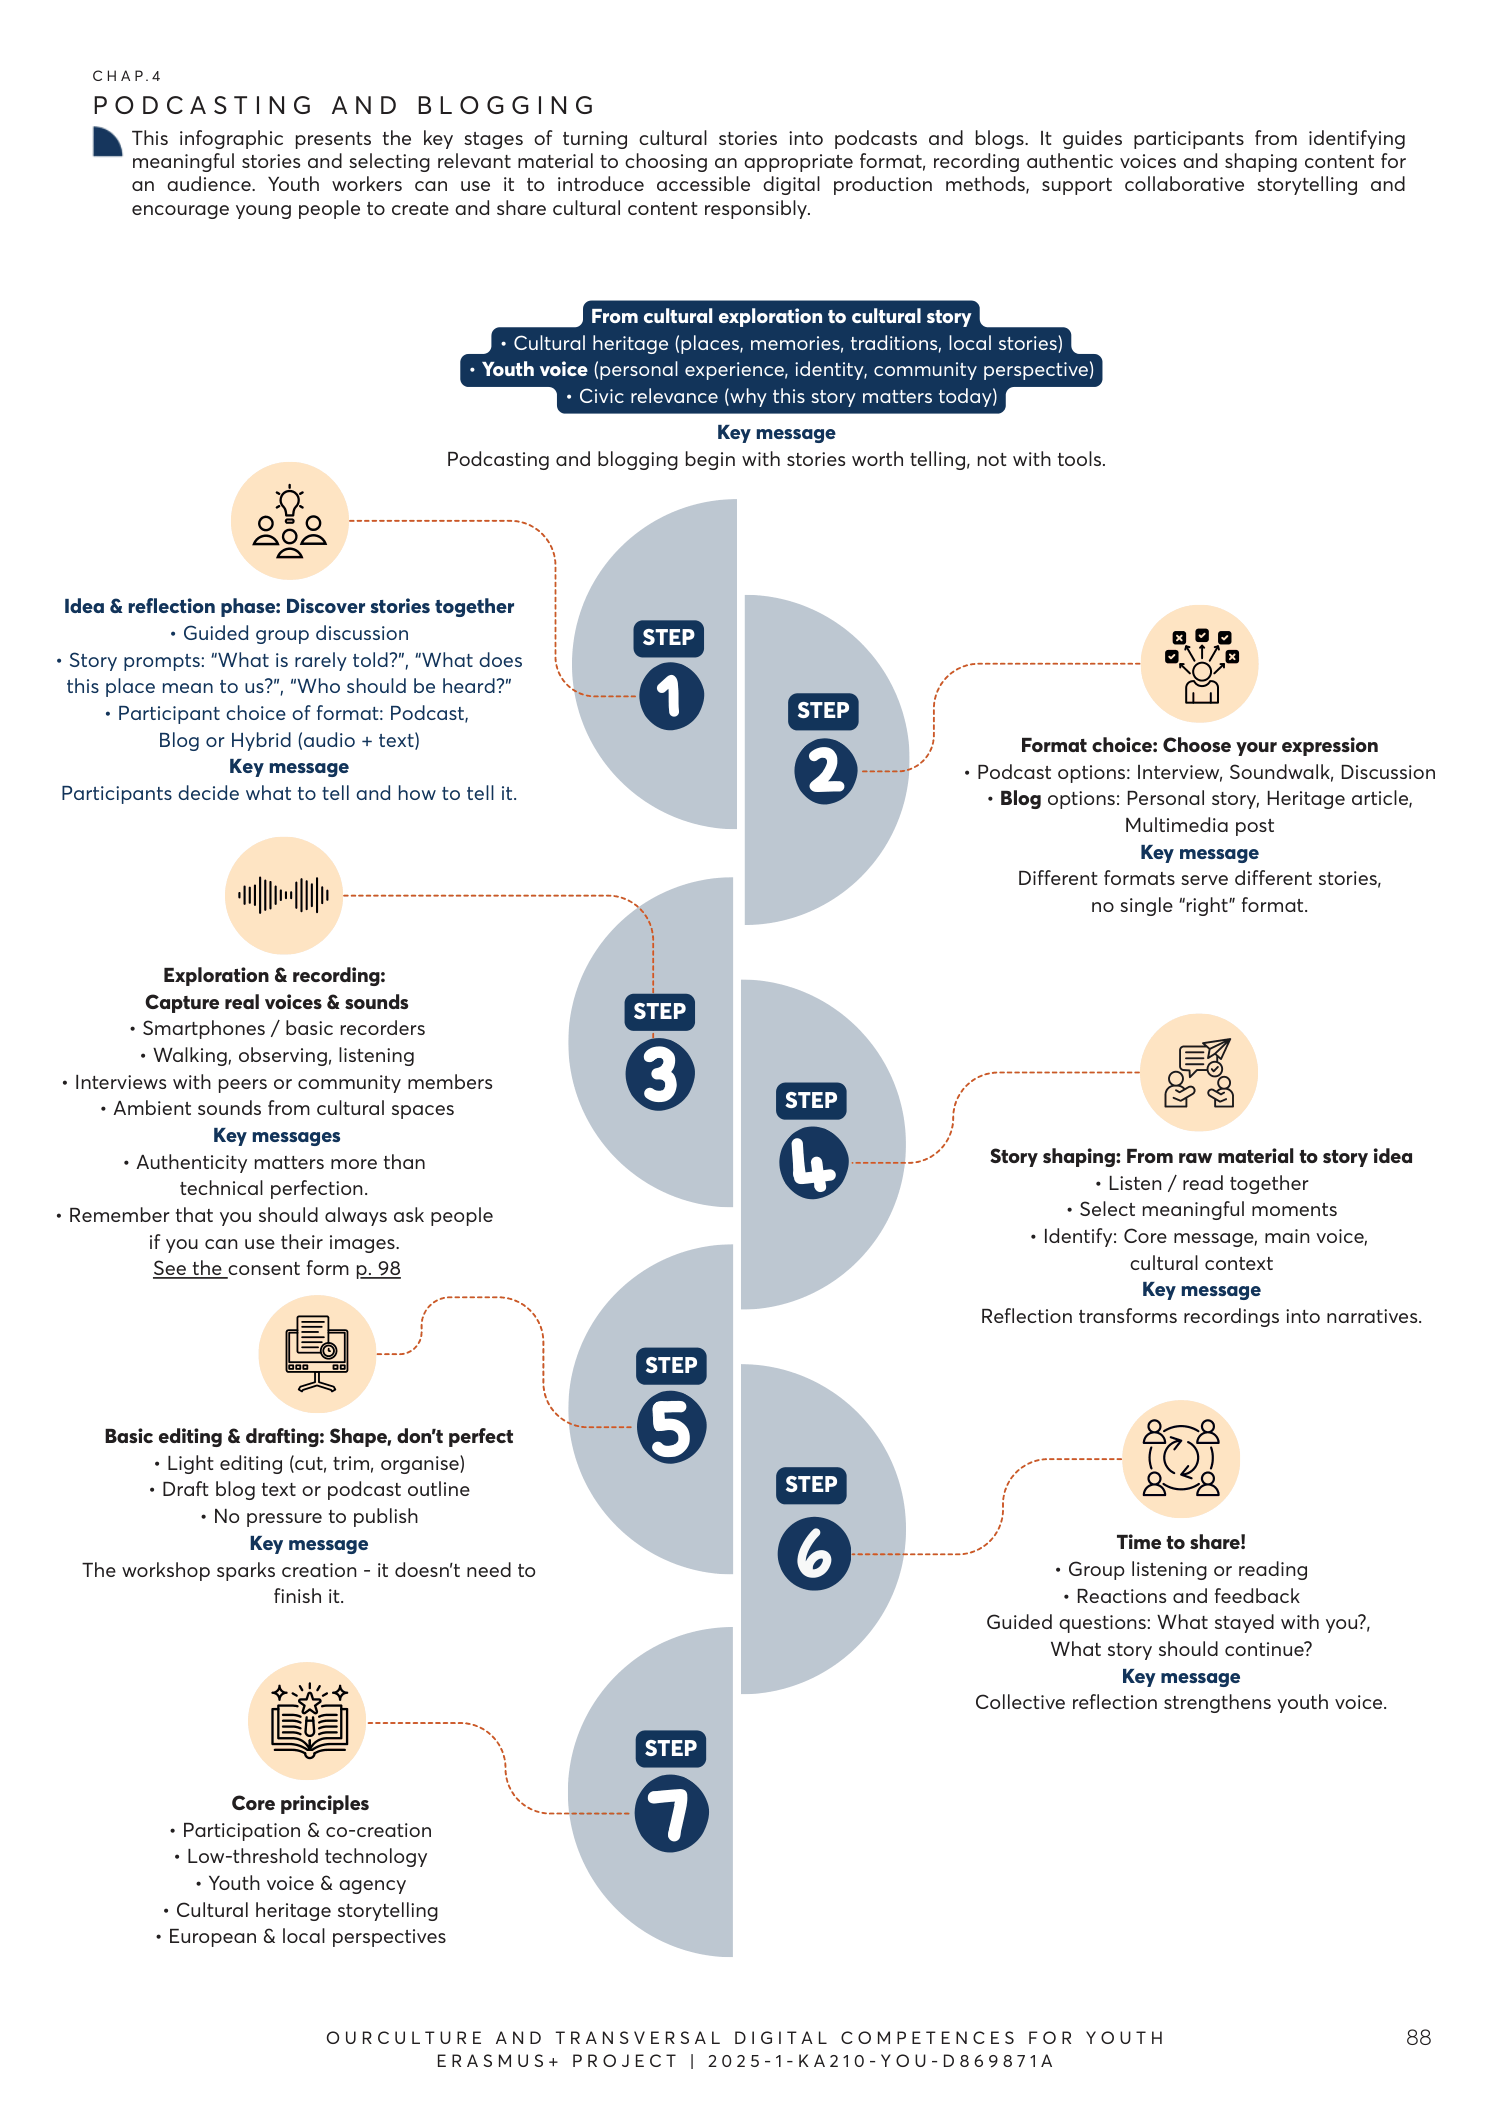 CHAP.4
PODCASTING AND BLOGGING
This infographic presents the key stages of turning cultural stories into podcasts and blogs. It guides participants from identifying
meaningful stories and selecting relevant material to choosing an appropriate format, recording authentic voices and shaping content for
an audience. Youth workers can use it to introduce accessible digital production methods, support collaborative storytelling and
encourage young people to create and share cultural content responsibly.
From cultural exploration to cultural story
• Cultural heritage (places, memories, traditions, local stories)
• Youth voice (personal experience, identity, community perspective)
• Civic relevance (why this story matters today)
Key message
Podcasting and blogging begin with stories worth telling, not with tools.
STEP
1
Idea & reflection phase: Discover stories together
• Guided group discussion
• Story prompts: “What is rarely told?”, “What does
this place mean to us?”, “Who should be heard?”
• Participant choice of format: Podcast,
Blog or Hybrid (audio + text)
Key message
Participants decide what to tell and how to tell it.
STEP
2
Format choice: Choose your expression
• Podcast options: Interview, Soundwalk, Discussion
• Blog options: Personal story, Heritage article,
Multimedia post
Key message
Different formats serve different stories,
no single “right” format.
STEP
3
Exploration & recording:
Capture real voices & sounds
• Smartphones / basic recorders
• Walking, observing, listening
• Interviews with peers or community members
• Ambient sounds from cultural spaces
Key messages
• Authenticity matters more than
technical perfection.
• Remember that you should always ask people
if you can use their images.
See the consent form p. 98
STEP
4
Story shaping: From raw material to story idea
• Listen / read together
• Select meaningful moments
• Identify: Core message, main voice,
cultural context
Key message
Reflection transforms recordings into narratives.
STEP
5
Basic editing & drafting: Shape, don’t perfect
• Light editing (cut, trim, organise)
• Draft blog text or podcast outline
• No pressure to publish
Key message
The workshop sparks creation - it doesn’t need to
finish it.
STEP
6
Time to share!
• Group listening or reading
• Reactions and feedback
Guided questions: What stayed with you?,
What story should continue?
Key message
Collective reflection strengthens youth voice.
STEP
7
Core principles
• Participation & co-creation
• Low-threshold technology
• Youth voice & agency
• Cultural heritage storytelling
• European & local perspectives
OURCULTURE AND TRANSVERSAL DIGITAL COMPETENCES FOR YOUTH
ERASMUS+ PROJECT | 2025-1-KA210-YOU-D869871A
88